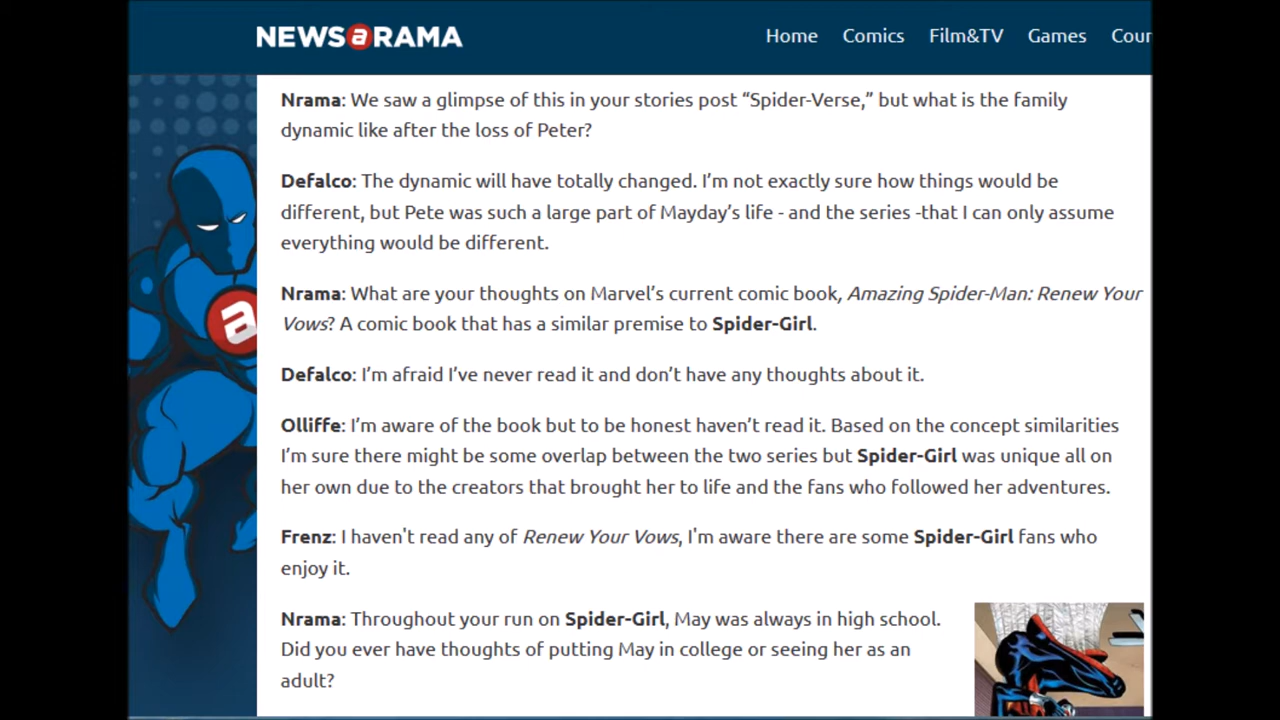 NEWSaRAMA
Home Comics Film&TV Games Cour
Nrama: We saw a glimpse of this in your stories post “Spider-Verse,” but what is the family
dynamic like after the loss of Peter?
Defalco: The dynamic will have totally changed. I’m not exactly sure how things would be
different, but Pete was such a large part of Mayday’s life - and the series -that I can only assume
everything would be different.
Nrama: What are your thoughts on Marvel’s current comic book, Amazing Spider-Man: Renew Your
Vows? A comic book that has a similar premise to Spider-Girl.
Defalco: I’m afraid I’ve never read it and don’t have any thoughts about it.
Olliffe: I’m aware of the book but to be honest haven’t read it. Based on the concept similarities
I’m sure there might be some overlap between the two series but Spider-Girl was unique all on
her own due to the creators that brought her to life and the fans who followed her adventures.
Frenz: I haven't read any of Renew Your Vows, I'm aware there are some Spider-Girl fans who
enjoy it.
Nrama: Throughout your run on Spider-Girl, May was always in high school.
Did you ever have thoughts of putting May in college or seeing her as an
adult?
a